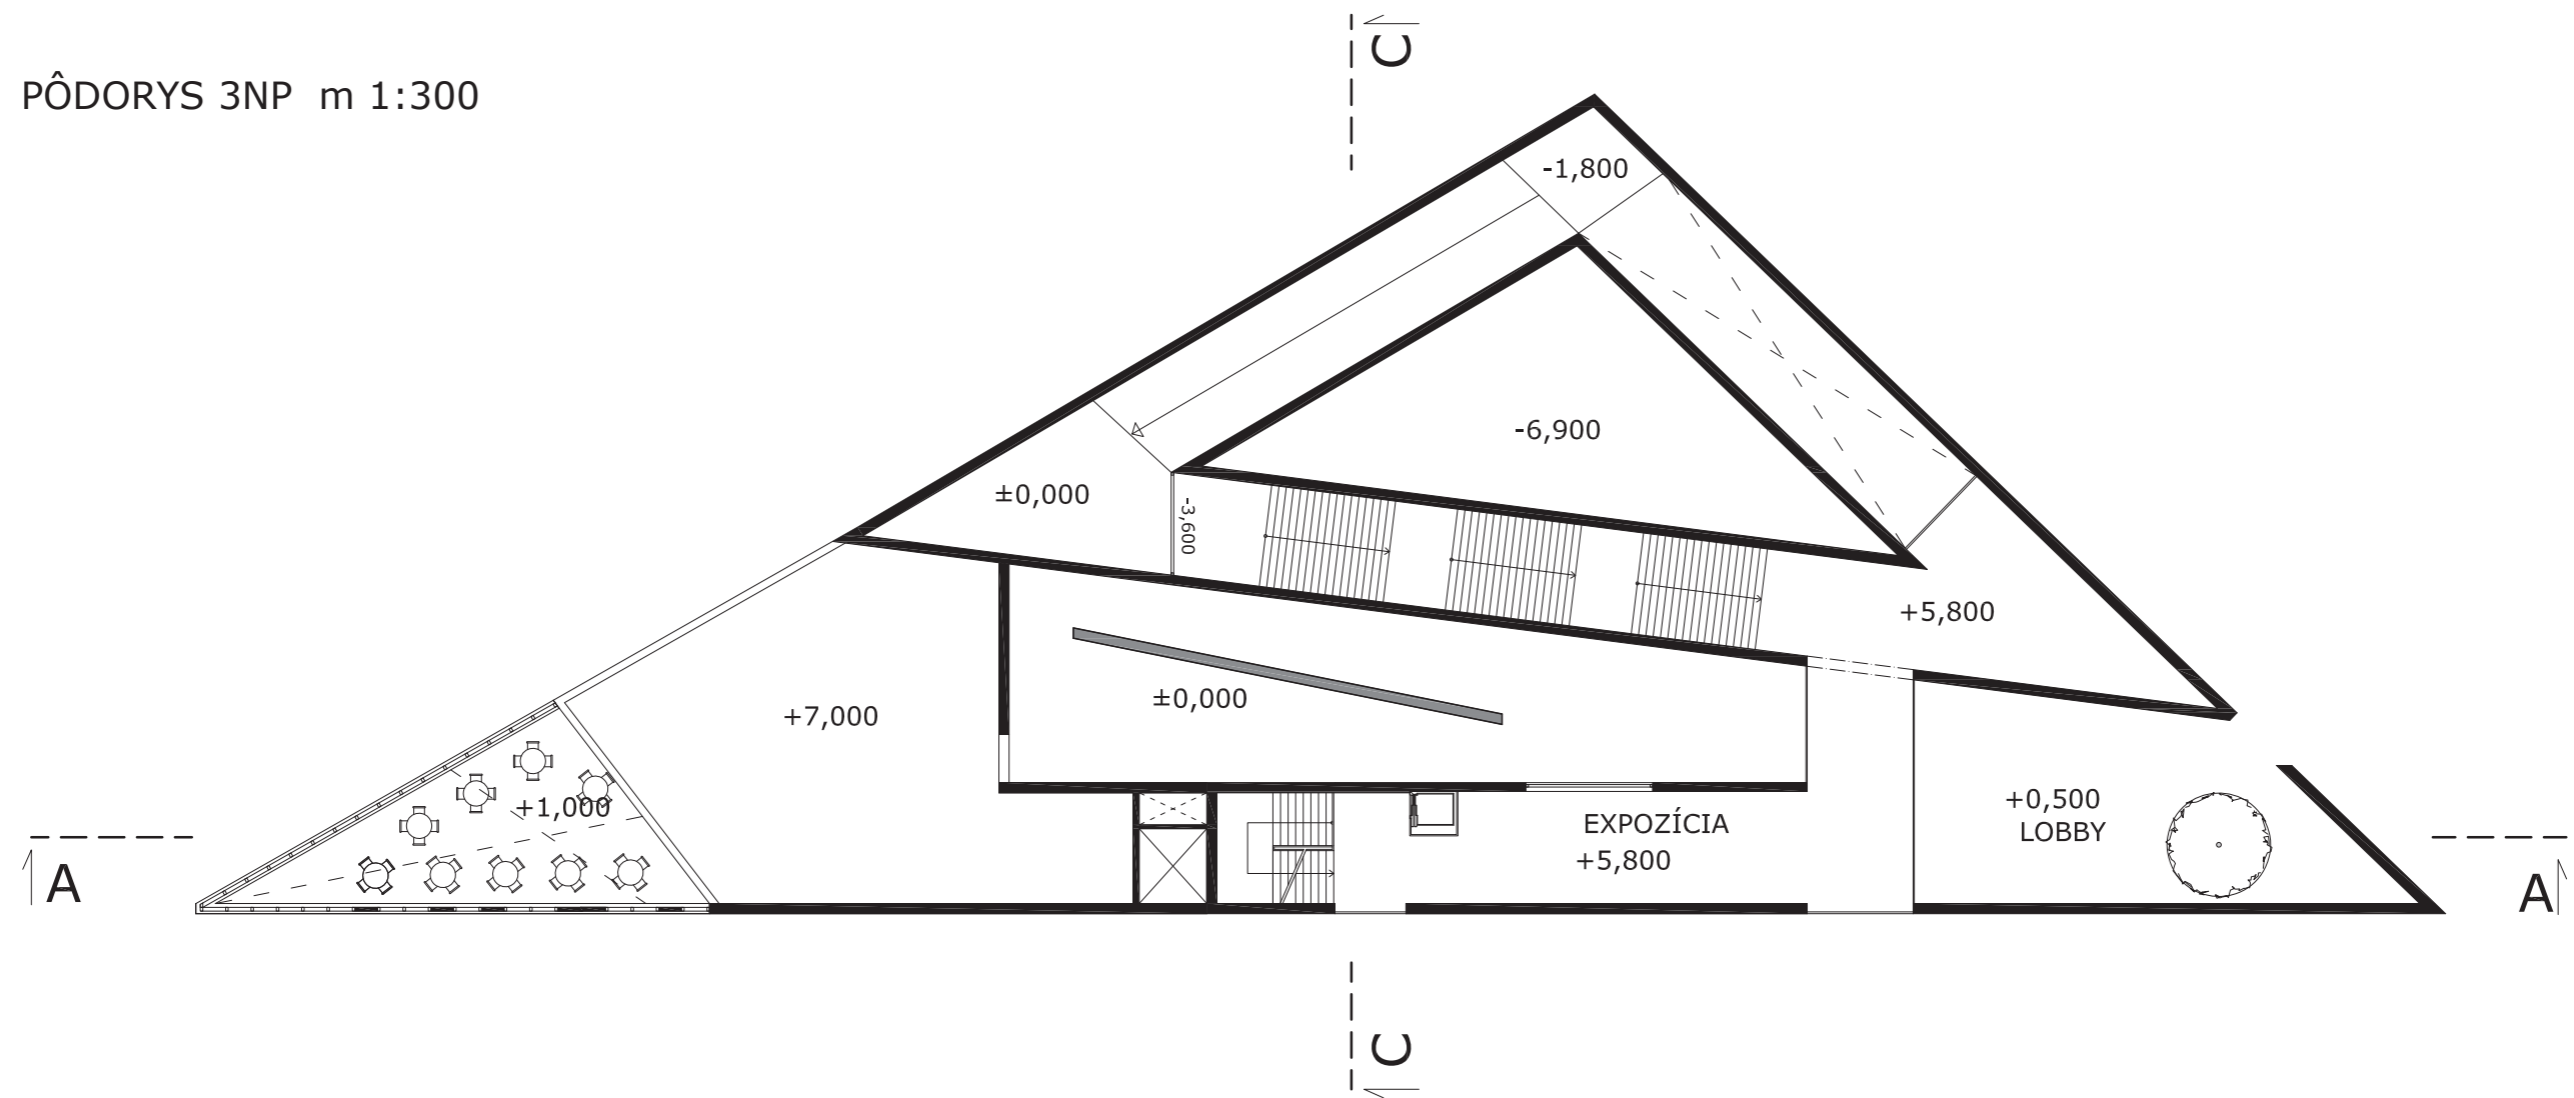 C
PÔDORYS 3NP m 1:300
-1,800
-6,900
±0,000
-3,600
+5,800
±0,000
+7,000
+1,000
+0,500
LOBBY
EXPOZÍCIA
+5,800
A
A
C